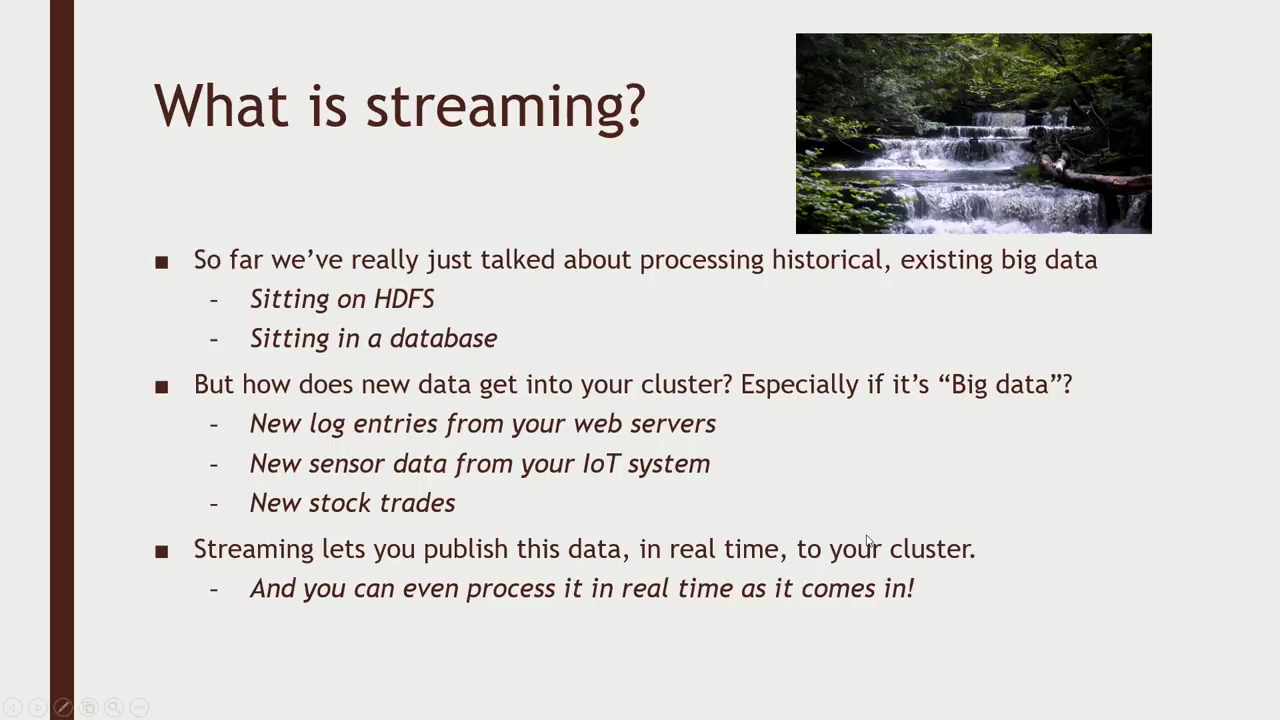 What is streaming?
■ So far we’ve really just talked about processing historical, existing big data
- Sitting on HDFS
- Sitting in a database
■ But how does new data get into your cluster? Especially if it’s “Big data”?
- New log entries from your web servers
- New sensor data from your IoT system
- New stock trades
■ Streaming lets you publish this data, in real time, to your cluster.
- And you can even process it in real time as it comes in!